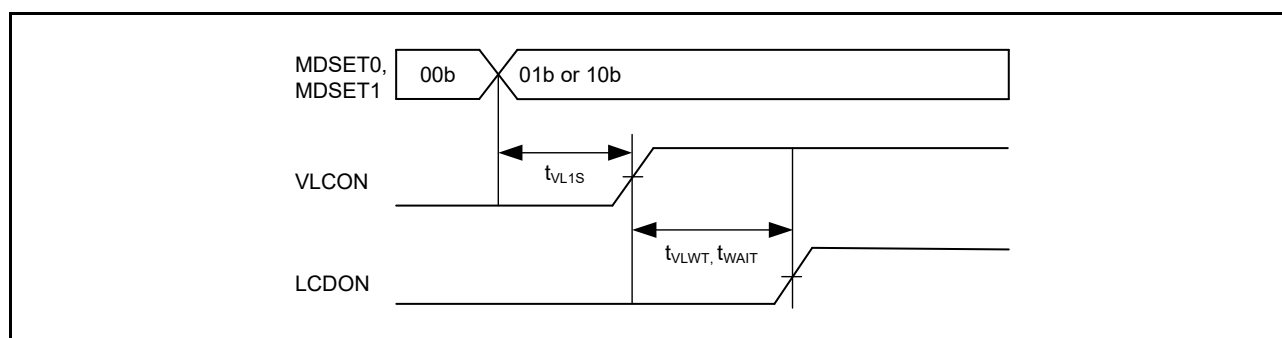 MDSET0,
MDSET1
00b
01b or 10b
tVL1S
VLCON
tVLWT, tWAIT
LCDON